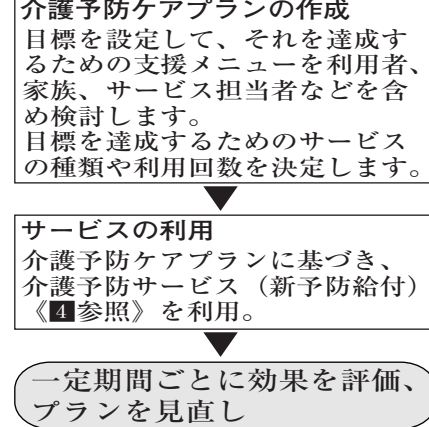 介護予防ケアプランの作成
目標を設定して、それを達成す
るための支援メニューを利用者、
家族、サービス担当者などを含
め検討します。
目標を達成するためのサービス
の種類や利用回数を決定します。
サービスの利用
介護予防ケアプランに基づき、
介護予防サービス（新予防給付）
《4参照》を利用。
一定期間ごとに効果を評価、
プランを見直し